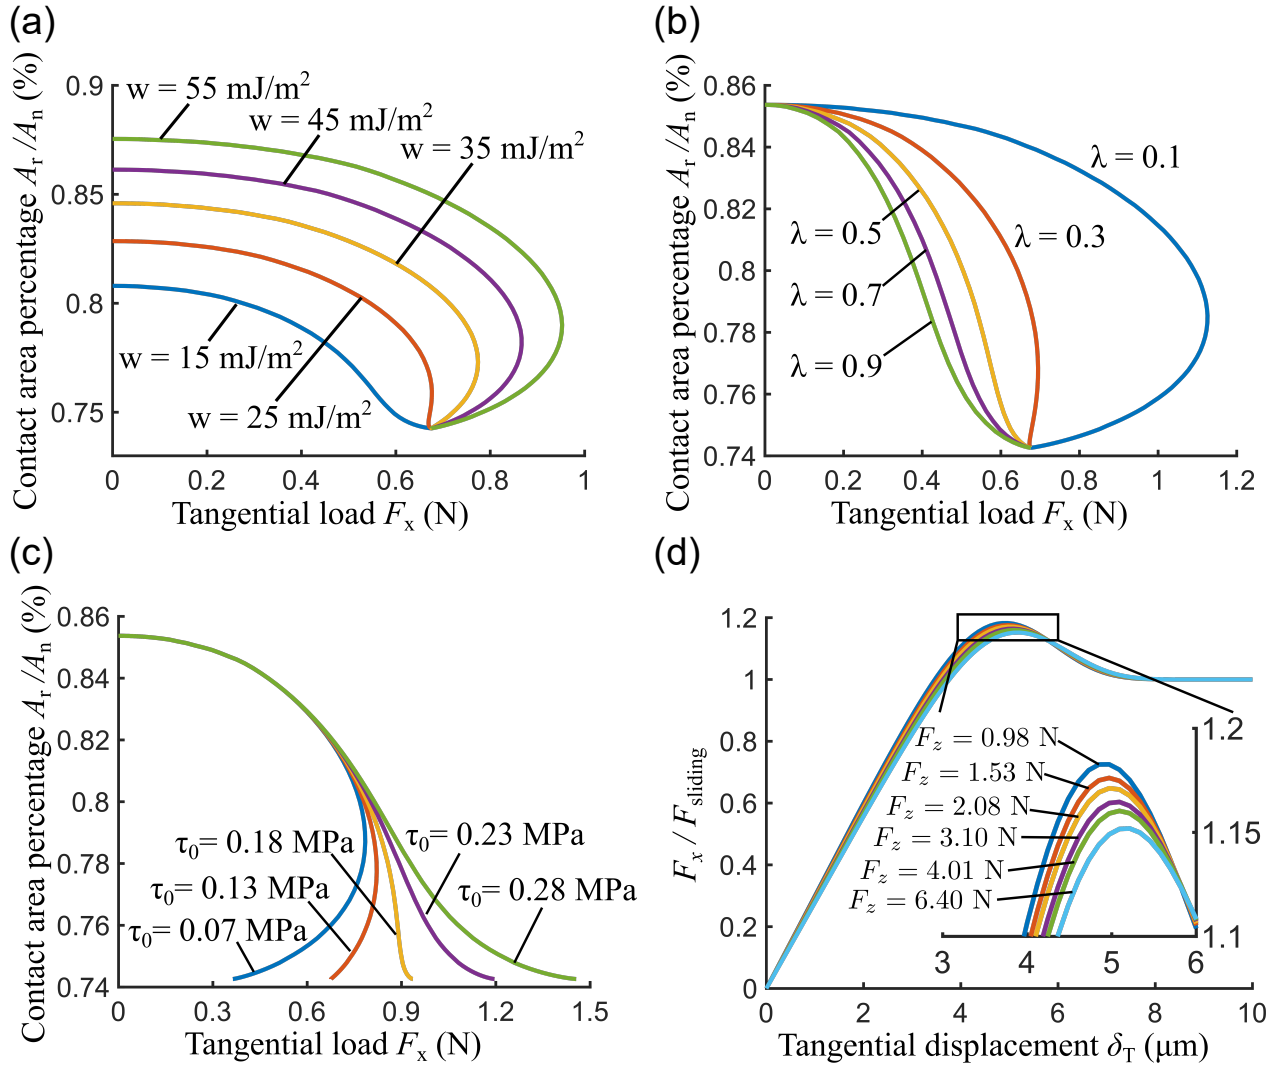 (a)
Contact area percentage A_r/A_n (%)
0.9
0.85
0.8
0.75
w = 55 mJ/m²
w = 45 mJ/m²
w = 35 mJ/m²
w = 15 mJ/m²
w = 25 mJ/m²
0 0.2 0.4 0.6 0.8 1
Tangential load F_x (N)
(b)
Contact area percentage A_r/A_n (%)
0.86
0.84
0.82
0.8
0.78
0.76
0.74
λ = 0.1
λ = 0.5
λ = 0.3
λ = 0.7
λ = 0.9
0 0.2 0.4 0.6 0.8 1 1.2
Tangential load F_x (N)
(c)
Contact area percentage A_r/A_n (%)
0.86
0.84
0.82
0.8
0.78
0.76
0.74
τ₀= 0.23 MPa
τ₀= 0.18 MPa
τ₀= 0.13 MPa
τ₀= 0.28 MPa
τ₀= 0.07 MPa
0 0.3 0.6 0.9 1.2 1.5
Tangential load F_x (N)
(d)
F_x / F_sliding
1.2
1
0.8
0.6
0.4
0.2
0
F_z = 0.98 N
F_z = 1.53 N
F_z = 2.08 N
F_z = 3.10 N
F_z = 4.01 N
F_z = 6.40 N
1.2
1.15
1.1
3 4 5 6
0 2 4 6 8 10
Tangential displacement δ_T (μm)